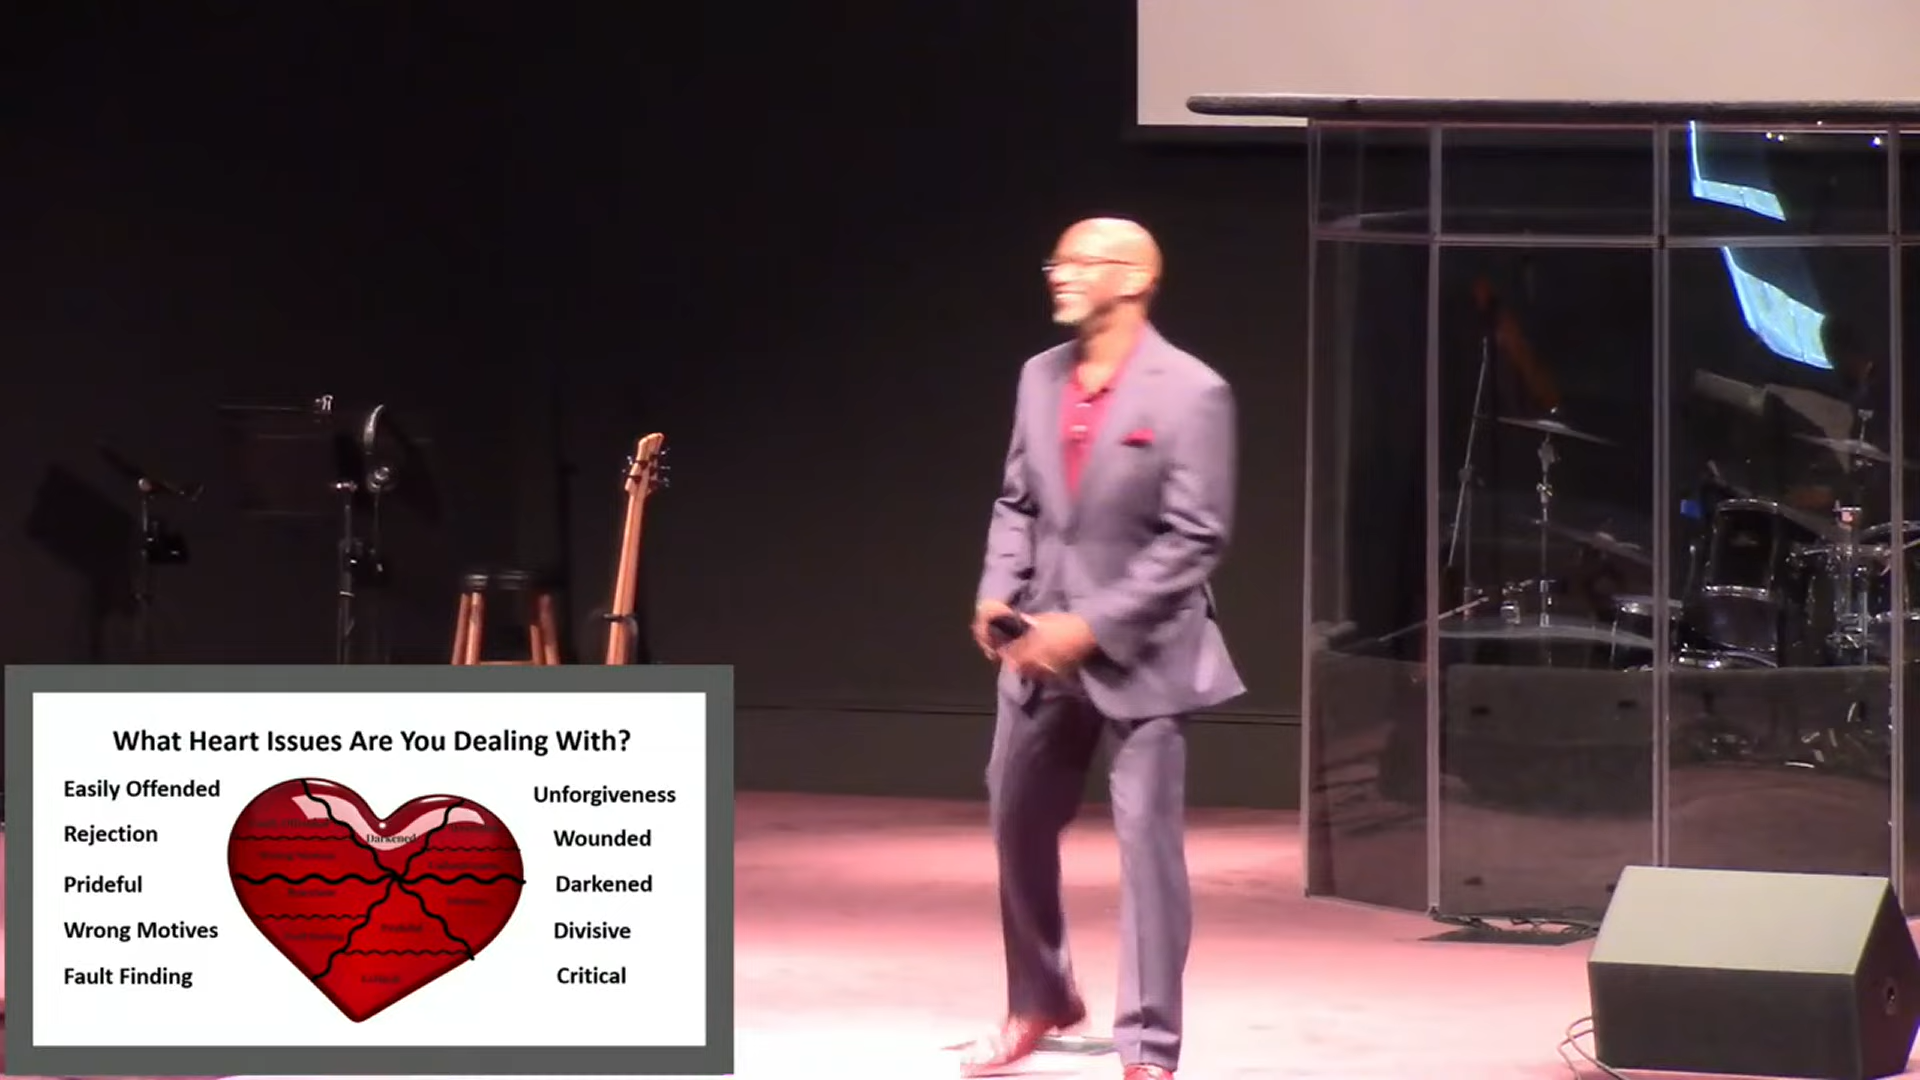 What Heart Issues Are You Dealing With?
Easily Offended
Rejection
Prideful
Wrong Motives
Fault Finding
Darkened
Unforgiveness
Wounded
Darkened
Divisive
Critical